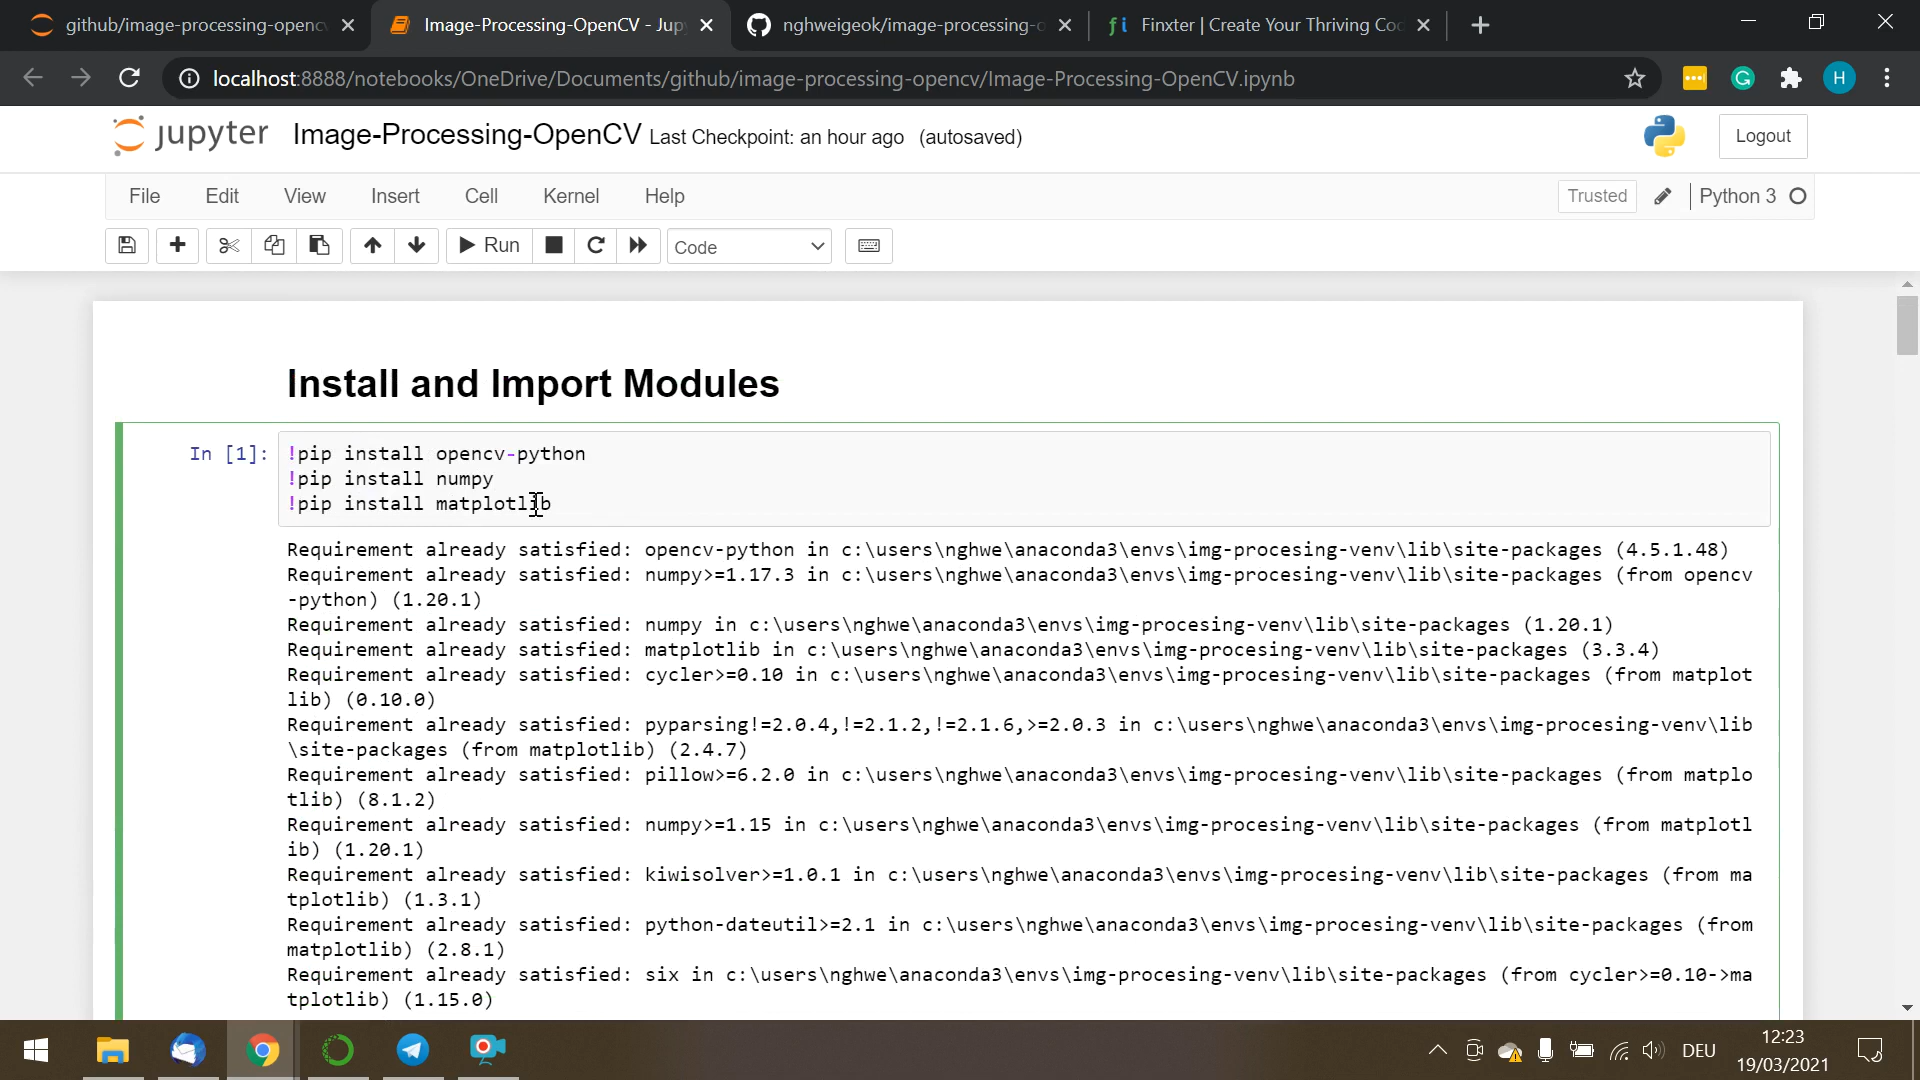 github/image-processing-openc
Image-Processing-OpenCV - Jup
nghweigeok/image-processing-o
Finxter | Create Your Thriving Co
localhost:8888/notebooks/OneDrive/Documents/github/image-processing-opencv/Image-Processing-OpenCV.ipynb
H
jupyter Image-Processing-OpenCV Last Checkpoint: an hour ago (autosaved)
Logout
File Edit View Insert Cell Kernel Help
Trusted
Python 3
Run
Code
Install and Import Modules
In [1]: !pip install opencv-python
!pip install numpy
!pip install matplotlib
Requirement already satisfied: opencv-python in c:\users\nghwe\anaconda3\envs\img-procesing-venv\lib\site-packages (4.5.1.48)
Requirement already satisfied: numpy>=1.17.3 in c:\users\nghwe\anaconda3\envs\img-procesing-venv\lib\site-packages (from opencv
-python) (1.20.1)
Requirement already satisfied: numpy in c:\users\nghwe\anaconda3\envs\img-procesing-venv\lib\site-packages (1.20.1)
Requirement already satisfied: matplotlib in c:\users\nghwe\anaconda3\envs\img-procesing-venv\lib\site-packages (3.3.4)
Requirement already satisfied: cycler>=0.10 in c:\users\nghwe\anaconda3\envs\img-procesing-venv\lib\site-packages (from matplot
lib) (0.10.0)
Requirement already satisfied: pyparsing!=2.0.4,!=2.1.2,!=2.1.6,>=2.0.3 in c:\users\nghwe\anaconda3\envs\img-procesing-venv\lib
\site-packages (from matplotlib) (2.4.7)
Requirement already satisfied: pillow>=6.2.0 in c:\users\nghwe\anaconda3\envs\img-procesing-venv\lib\site-packages (from matplo
tlib) (8.1.2)
Requirement already satisfied: numpy>=1.15 in c:\users\nghwe\anaconda3\envs\img-procesing-venv\lib\site-packages (from matplotl
ib) (1.20.1)
Requirement already satisfied: kiwisolver>=1.0.1 in c:\users\nghwe\anaconda3\envs\img-procesing-venv\lib\site-packages (from ma
tplotlib) (1.3.1)
Requirement already satisfied: python-dateutil>=2.1 in c:\users\nghwe\anaconda3\envs\img-procesing-venv\lib\site-packages (from
matplotlib) (2.8.1)
Requirement already satisfied: six in c:\users\nghwe\anaconda3\envs\img-procesing-venv\lib\site-packages (from cycler>=0.10->ma
tplotlib) (1.15.0)
DEU
12:23
19/03/2021